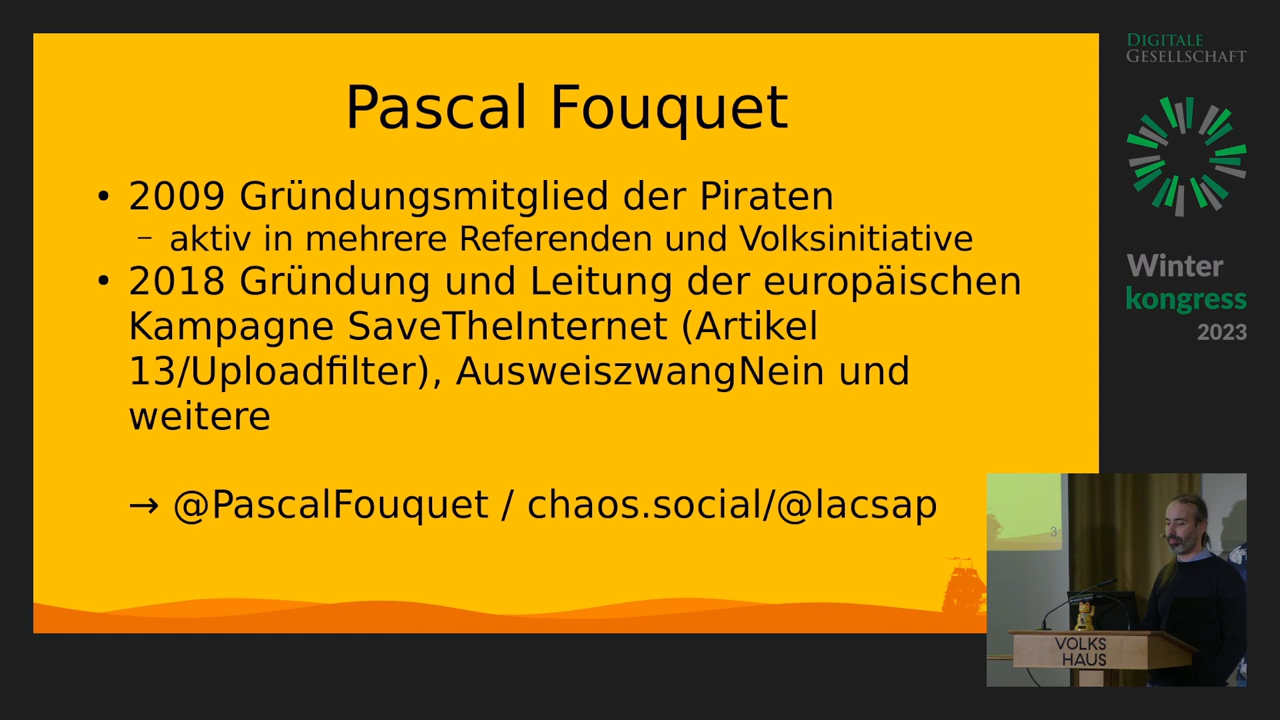 Pascal Fouquet
• 2009 Gründungsmitglied der Piraten
– aktiv in mehrere Referenden und Volksinitiative
• 2018 Gründung und Leitung der europäischen
Kampagne SaveTheInternet (Artikel
13/Uploadfilter), AusweiszwangNein und
weitere
→ @PascalFouquet / chaos.social/@lacsap
DIGITALE
GESELLSCHAFT
Winter
kongress
2023
3
VOLKS
HAUS